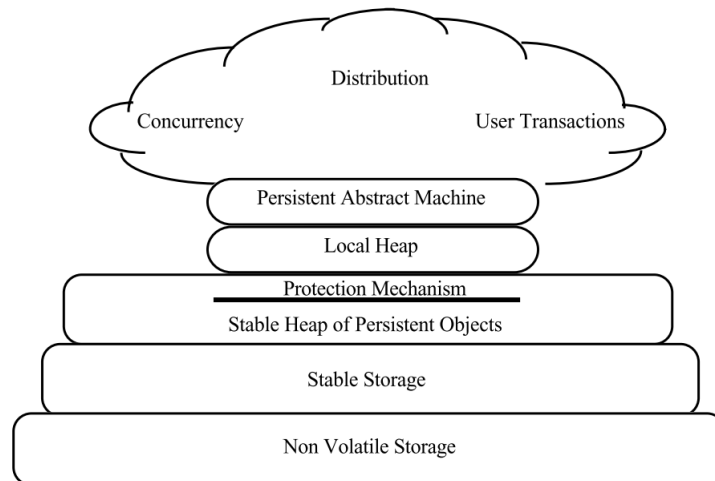 Distribution
Concurrency
User Transactions
Persistent Abstract Machine
Local Heap
Protection Mechanism
Stable Heap of Persistent Objects
Stable Storage
Non Volatile Storage